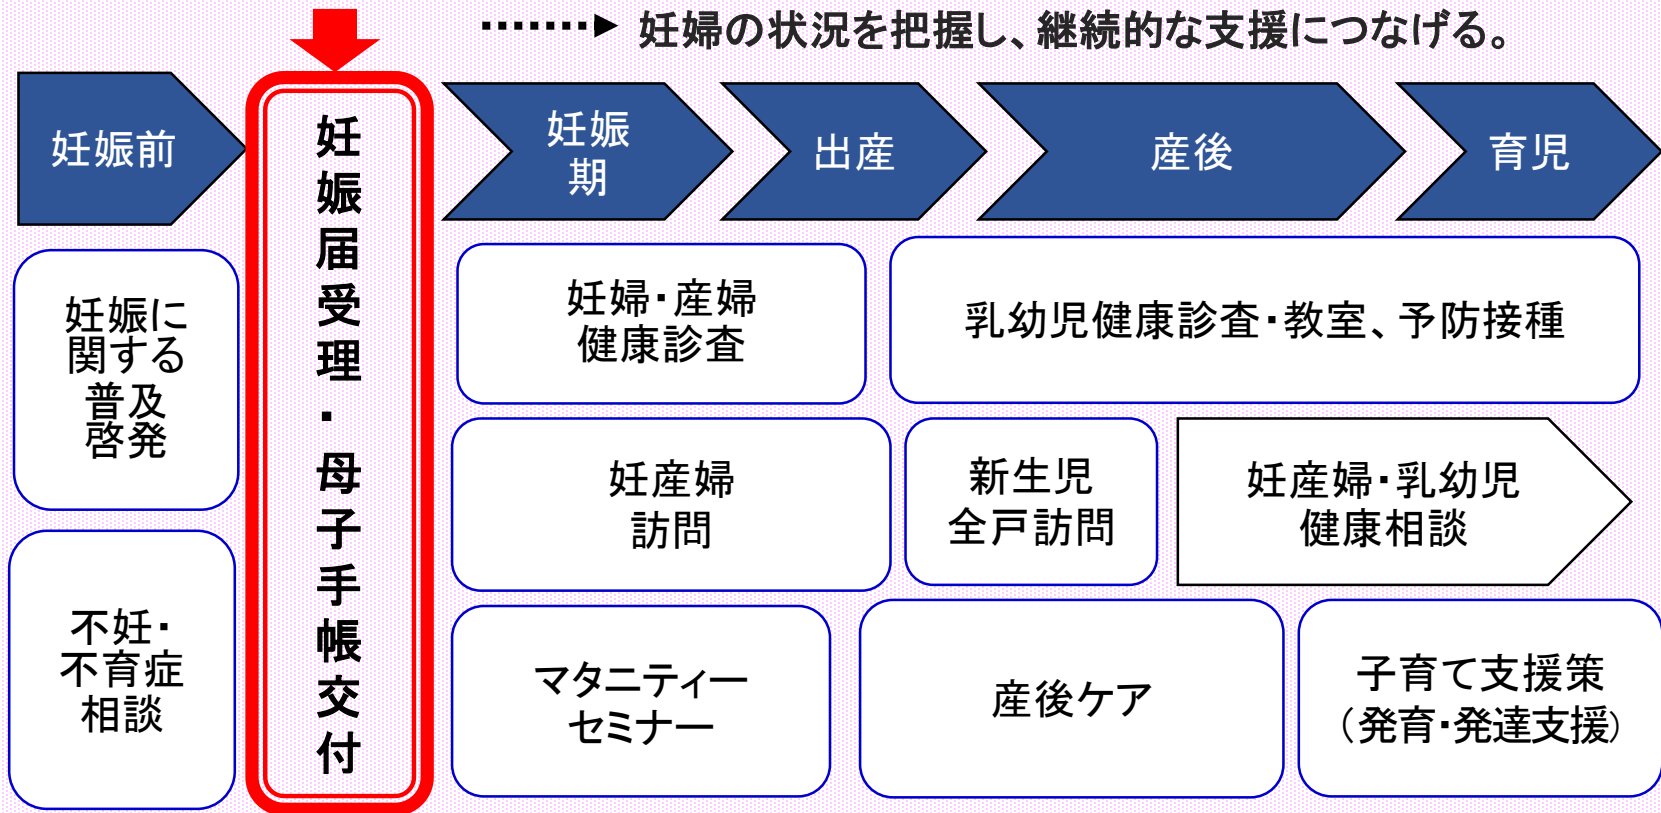 妊婦の状況を把握し、継続的な支援につなげる。
妊娠前
妊娠届受理・母子手帳交付
妊娠
期
出産
産後
育児
妊娠に
関する
普及
啓発
不妊・
不育症
相談
妊婦・産婦
健康診査
乳幼児健康診査・教室、予防接種
妊産婦
訪問
新生児
全戸訪問
妊産婦・乳幼児
健康相談
マタニティー
セミナー
産後ケア
子育て支援策
（発育・発達支援）